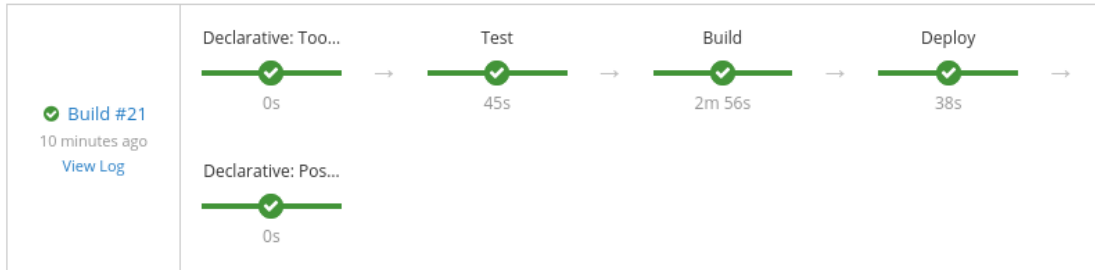 Declarative: Too...
Test
Build
Deploy
0s
45s
2m 56s
38s
Build #21
10 minutes ago
View Log
Declarative: Pos...
0s